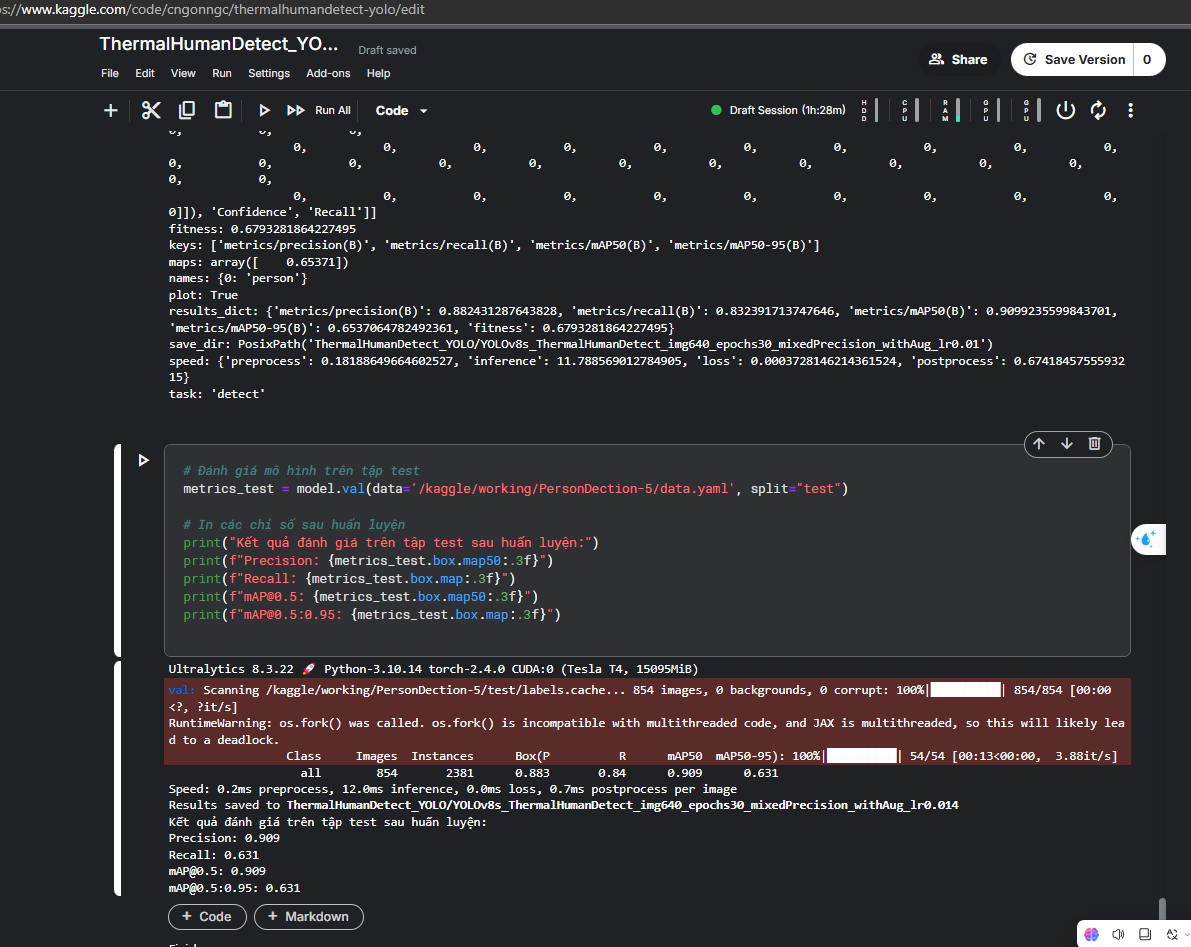 s://www.kaggle.com/code/cngonngc/thermalhumandetect-yolo/edit
ThermalHumanDetect_YO... Draft saved
Share
Save Version 0
File Edit View Run Settings Add-ons Help
Run All Code
Draft Session (1h:28m) HDD CPU RAM GPU GPU
0, 0, 0,
0, 0, 0, 0, 0, 0, 0, 0, 0, 0,
0, 0, 0, 0, 0, 0, 0, 0, 0, 0, 0,
0, 0,
0, 0, 0, 0, 0, 0, 0, 0, 0, 0,
0]]), 'Confidence', 'Recall']]
fitness: 0.6793281864227495
keys: ['metrics/precision(B)', 'metrics/recall(B)', 'metrics/mAP50(B)', 'metrics/mAP50-95(B)']
maps: array([ 0.65371])
names: {0: 'person'}
plot: True
results_dict: {'metrics/precision(B)': 0.882431287643828, 'metrics/recall(B)': 0.832391713747646, 'metrics/mAP50(B)': 0.9099235599843701,
'metrics/mAP50-95(B)': 0.6537064782492361, 'fitness': 0.6793281864227495}
save_dir: PosixPath('ThermalHumanDetect_YOLO/YOLOv8s_ThermalHumanDetect_img640_epochs30_mixedPrecision_withAug_lr0.01')
speed: {'preprocess': 0.18188649664602527, 'inference': 11.788569012784905, 'loss': 0.0003728146214361524, 'postprocess': 0.67418457555932
15}
task: 'detect'
# Đánh giá mô hình trên tập test
metrics_test = model.val(data='/kaggle/working/PersonDection-5/data.yaml', split="test")
# In các chỉ số sau huấn luyện
print("Kết quả đánh giá trên tập test sau huấn luyện:")
print(f"Precision: {metrics_test.box.map50:.3f}")
print(f"Recall: {metrics_test.box.map:.3f}")
print(f"mAP@0.5: {metrics_test.box.map50:.3f}")
print(f"mAP@0.5:0.95: {metrics_test.box.map:.3f}")
Ultralytics 8.3.22 🚀 Python-3.10.14 torch-2.4.0 CUDA:0 (Tesla T4, 15095MiB)
val: Scanning /kaggle/working/PersonDection-5/test/labels.cache... 854 images, 0 backgrounds, 0 corrupt: 100%|██████████| 854/854 [00:00
<?, ?it/s]
RuntimeWarning: os.fork() was called. os.fork() is incompatible with multithreaded code, and JAX is multithreaded, so this will likely lea
d to a deadlock.
Class Images Instances Box(P R mAP50 mAP50-95): 100%|██████████| 54/54 [00:13<00:00, 3.88it/s]
all 854 2381 0.883 0.84 0.909 0.631
Speed: 0.2ms preprocess, 12.0ms inference, 0.0ms loss, 0.7ms postprocess per image
Results saved to ThermalHumanDetect_YOLO/YOLOv8s_ThermalHumanDetect_img640_epochs30_mixedPrecision_withAug_lr0.014
Kết quả đánh giá trên tập test sau huấn luyện:
Precision: 0.909
Recall: 0.631
mAP@0.5: 0.909
mAP@0.5:0.95: 0.631
+ Code + Markdown